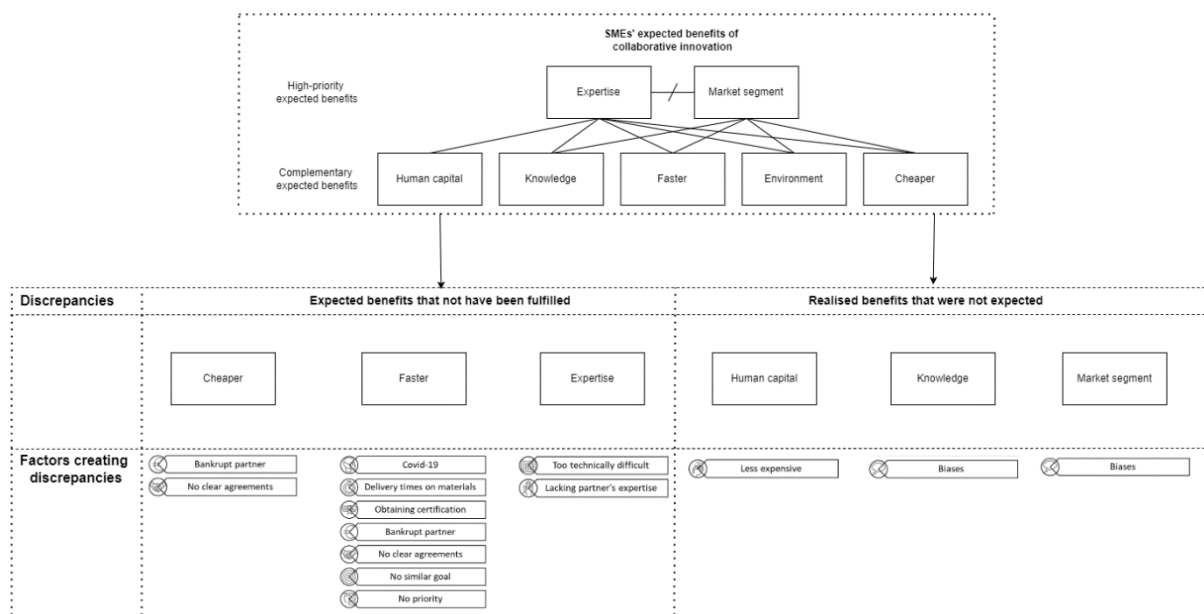 SMEs' expected benefits of
collaborative innovation
High-priority
expected benefits
Expertise
Market segment
Complementary
expected benefits
Human capital
Knowledge
Faster
Environment
Cheaper
Discrepancies
Expected benefits that not have been fulfilled
Realised benefits that were not expected
Cheaper
Faster
Expertise
Human capital
Knowledge
Market segment
Factors creating
discrepancies
Bankrupt partner
No clear agreements
Covid-19
Delivery times on materials
Obtaining certification
Bankrupt partner
No clear agreements
No similar goal
No priority
Too technically difficult
Lacking partner's expertise
Less expensive
Biases
Biases